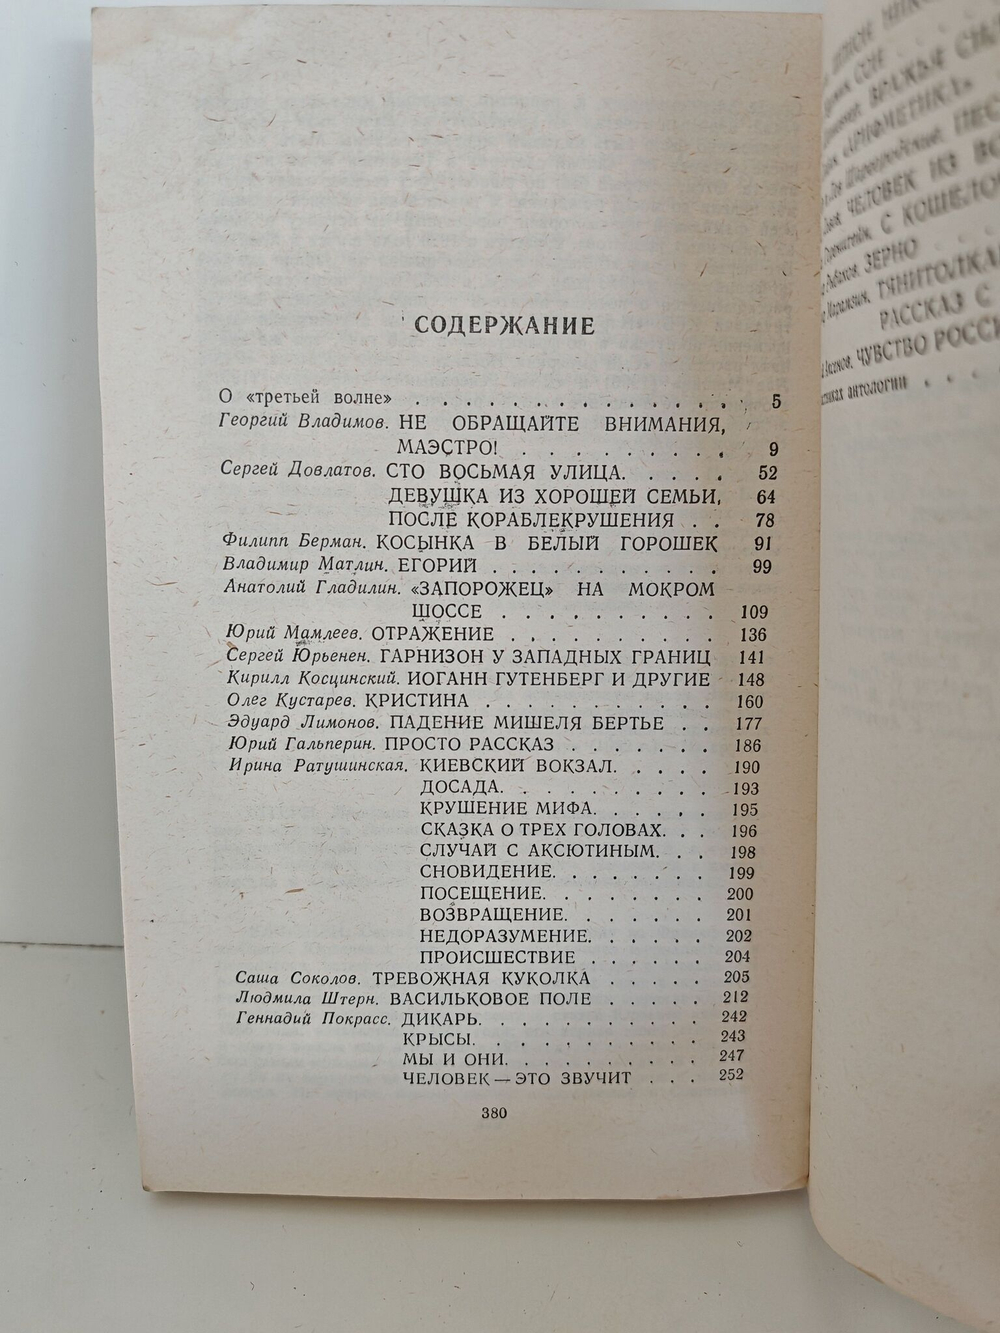 СОДЕРЖАНИЕ
О «третьей волне» . . . . . . . . . . . . . . 5
Георгий Владимов. НЕ ОБРАЩАЙТЕ ВНИМАНИЯ,
МАЭСТРО! . . . . . . . . . 9
Сергей Довлатов. СТО ВОСЬМАЯ УЛИЦА. . . . . 52
ДЕВУШКА ИЗ ХОРОШЕЙ СЕМЬИ, 64
ПОСЛЕ КОРАБЛЕКРУШЕНИЯ . . 78
Филипп Берман. КОСЫНКА В БЕЛЫЙ ГОРОШЕК 91
Владимир Матлин. ЕГОРИЙ . . . . . . . . . . . 99
Анатолий Гладилин. «ЗАПОРОЖЕЦ» НА МОКРОМ
ШОССЕ . . . . . . . . . . 109
Юрий Мамлеев. ОТРАЖЕНИЕ . . . . . . . . . . 136
Сергей Юрьенен. ГАРНИЗОН У ЗАПАДНЫХ ГРАНИЦ 141
Кирилл Косцинский. ИОГАНН ГУТЕНБЕРГ И ДРУГИЕ 148
Олег Кустарев. КРИСТИНА . . . . . . . . . . . 160
Эдуард Лимонов. ПАДЕНИЕ МИШЕЛЯ БЕРТЬЕ . . 177
Юрий Гальперин. ПРОСТО РАССКАЗ . . . . . . . 186
Ирина Ратушинская. КИЕВСКИЙ ВОКЗАЛ. . . . . 190
ДОСАДА. . . . . . . . . . 193
КРУШЕНИЕ МИФА. . . . . . 195
СКАЗКА О ТРЕХ ГОЛОВАХ. . . 196
СЛУЧАЙ С АКСЮТИНЫМ. . . 198
СНОВИДЕНИЕ. . . . . . . . 199
ПОСЕЩЕНИЕ. . . . . . . . 200
ВОЗВРАЩЕНИЕ. . . . . . . 201
НЕДОРАЗУМЕНИЕ. . . . . . 202
ПРОИСШЕСТВИЕ . . . . . . 204
Саша Соколов. ТРЕВОЖНАЯ КУКОЛКА . . . . . 205
Людмила Штерн. ВАСИЛЬКОВОЕ ПОЛЕ . . . . . 212
Геннадий Покрасс. ДИКАРЬ. . . . . . . . . . . 242
КРЫСЫ. . . . . . . . . . . 243
МЫ И ОНИ. . . . . . . . . 247
ЧЕЛОВЕК — ЭТО ЗВУЧИТ . . . 252
380
СОН
ВРАЖЬЯ
«АРИФМЕТИКА»
ЧЕЛОВЕК ИЗ
С
ЗЕРНО
РАССКАЗ С
ЧУВСТВО
антологии